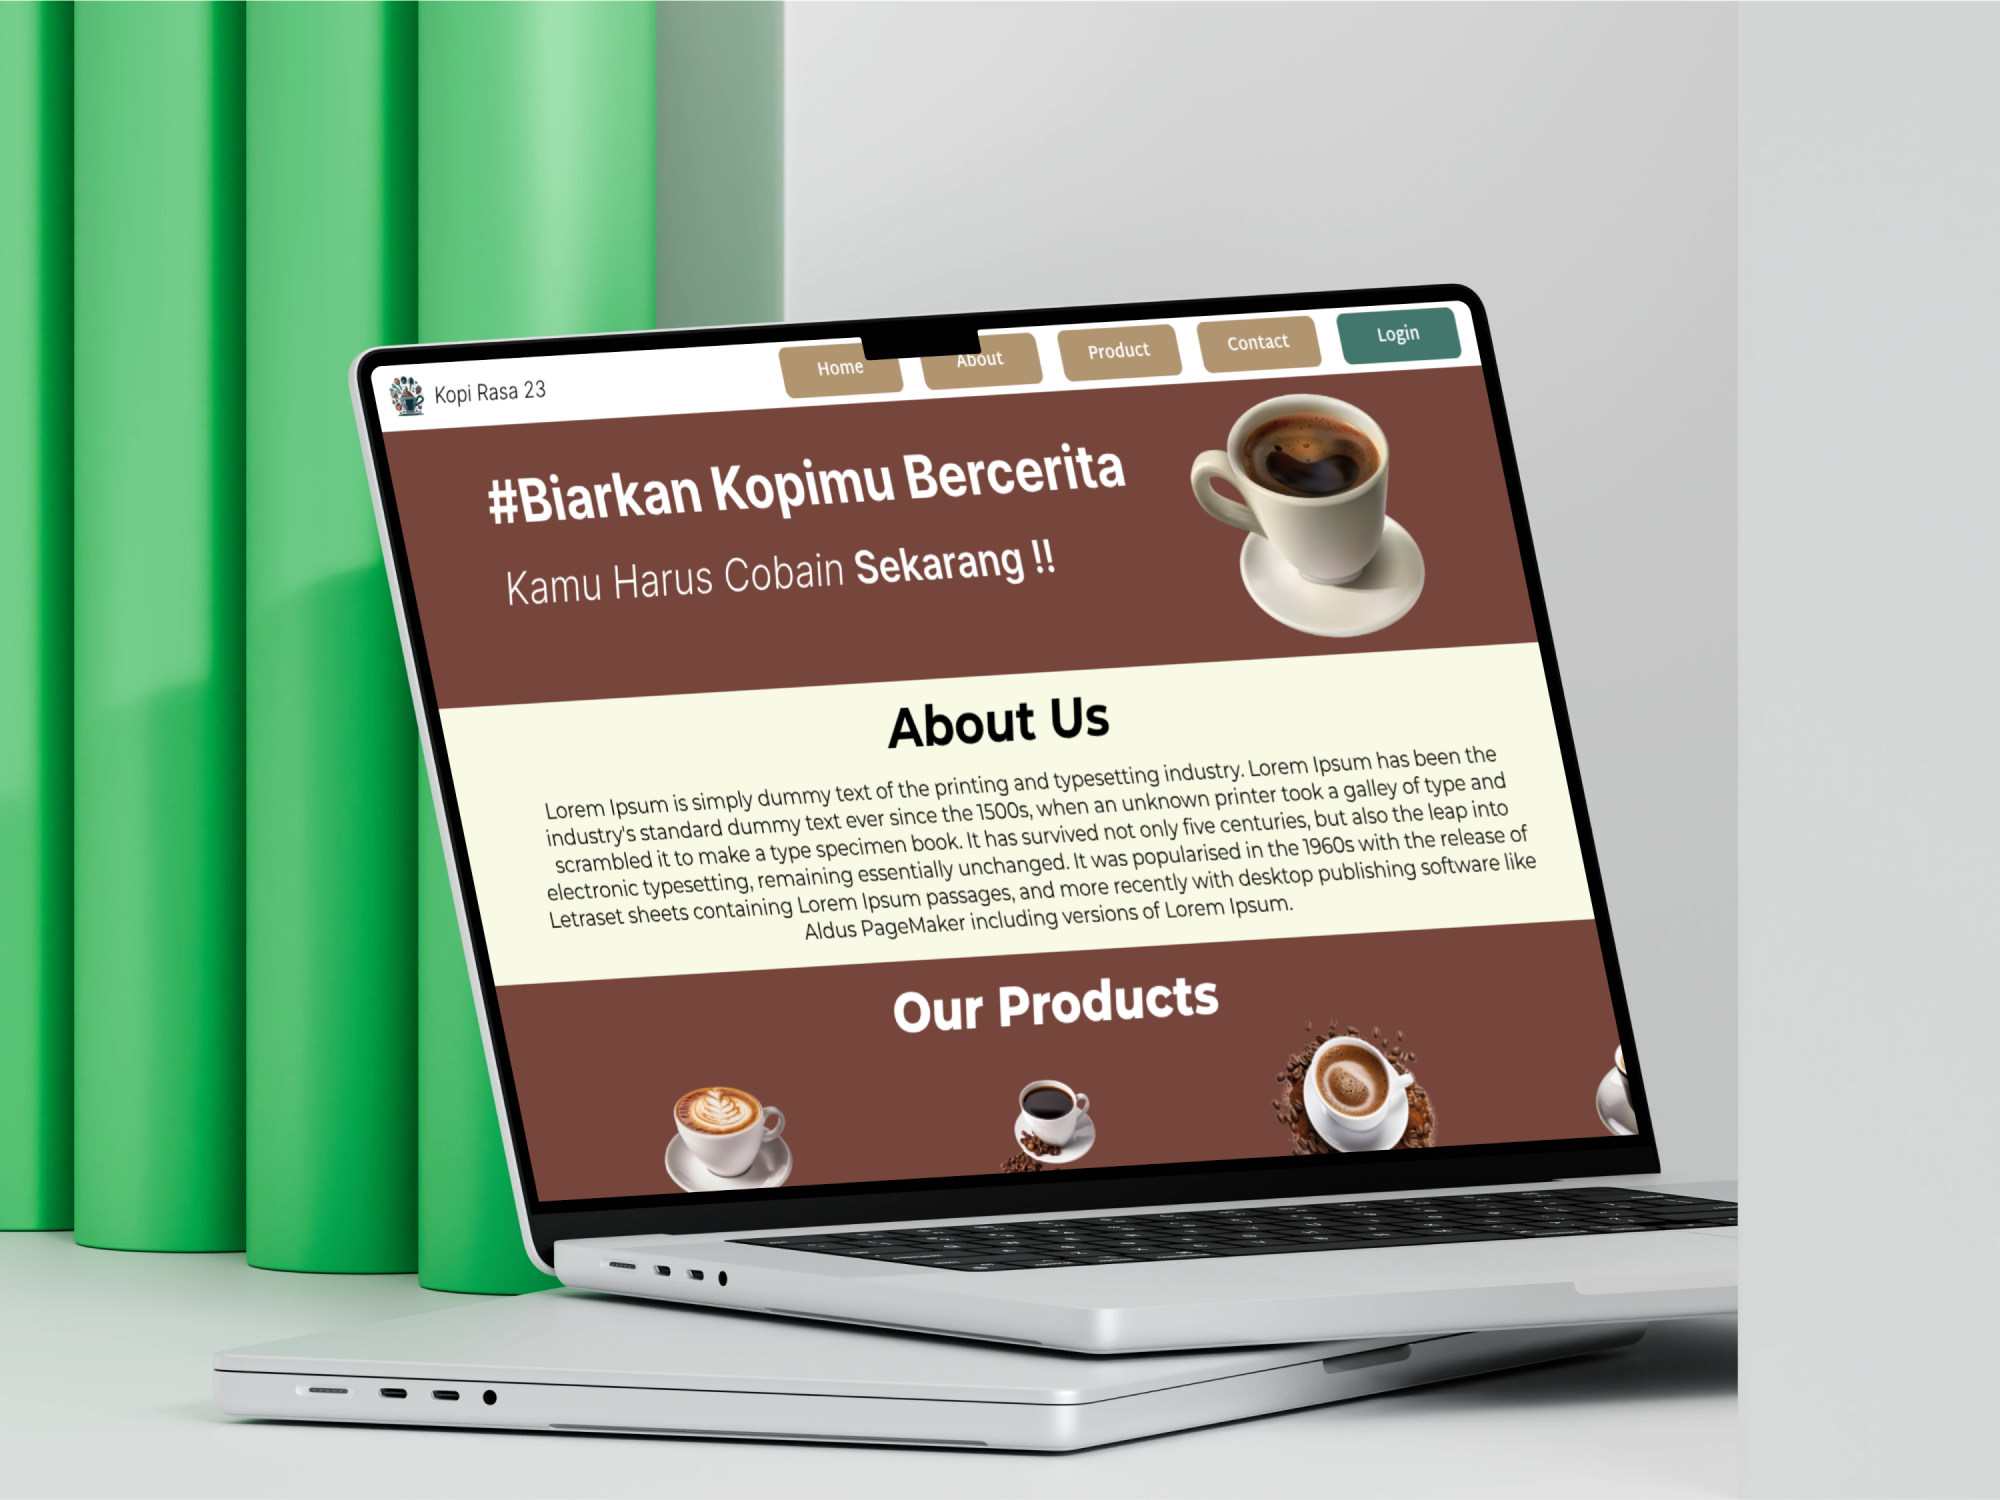 Kopi Rasa 23
Home
About
Product
Contact
Login
#Biarkan Kopimu Bercerita
Kamu Harus Cobain Sekarang !!
About Us
Lorem Ipsum is simply dummy text of the printing and typesetting industry. Lorem Ipsum has been the
industry's standard dummy text ever since the 1500s, when an unknown printer took a galley of type and
scrambled it to make a type specimen book. It has survived not only five centuries, but also the leap into
electronic typesetting, remaining essentially unchanged. It was popularised in the 1960s with the release of
Letraset sheets containing Lorem Ipsum passages, and more recently with desktop publishing software like
Aldus PageMaker including versions of Lorem Ipsum.
Our Products